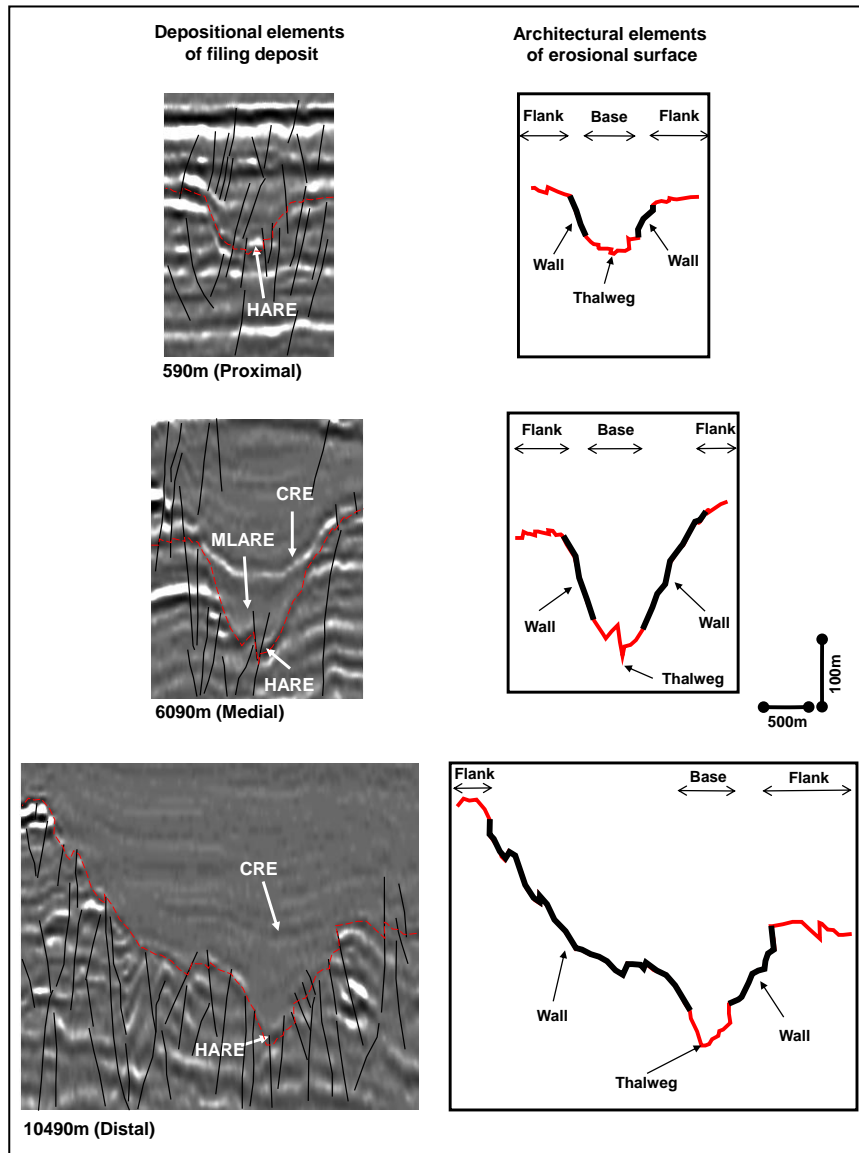 Depositional elements
of filing deposit
Architectural elements
of erosional surface
HARE
590m (Proximal)
Flank Base Flank
Wall
Wall
Thalweg
CRE
MLARE
HARE
6090m (Medial)
Flank Base Flank
Wall
Wall
Thalweg
100m
500m
CRE
HARE
10490m (Distal)
Flank Base Flank
Wall
Wall
Thalweg